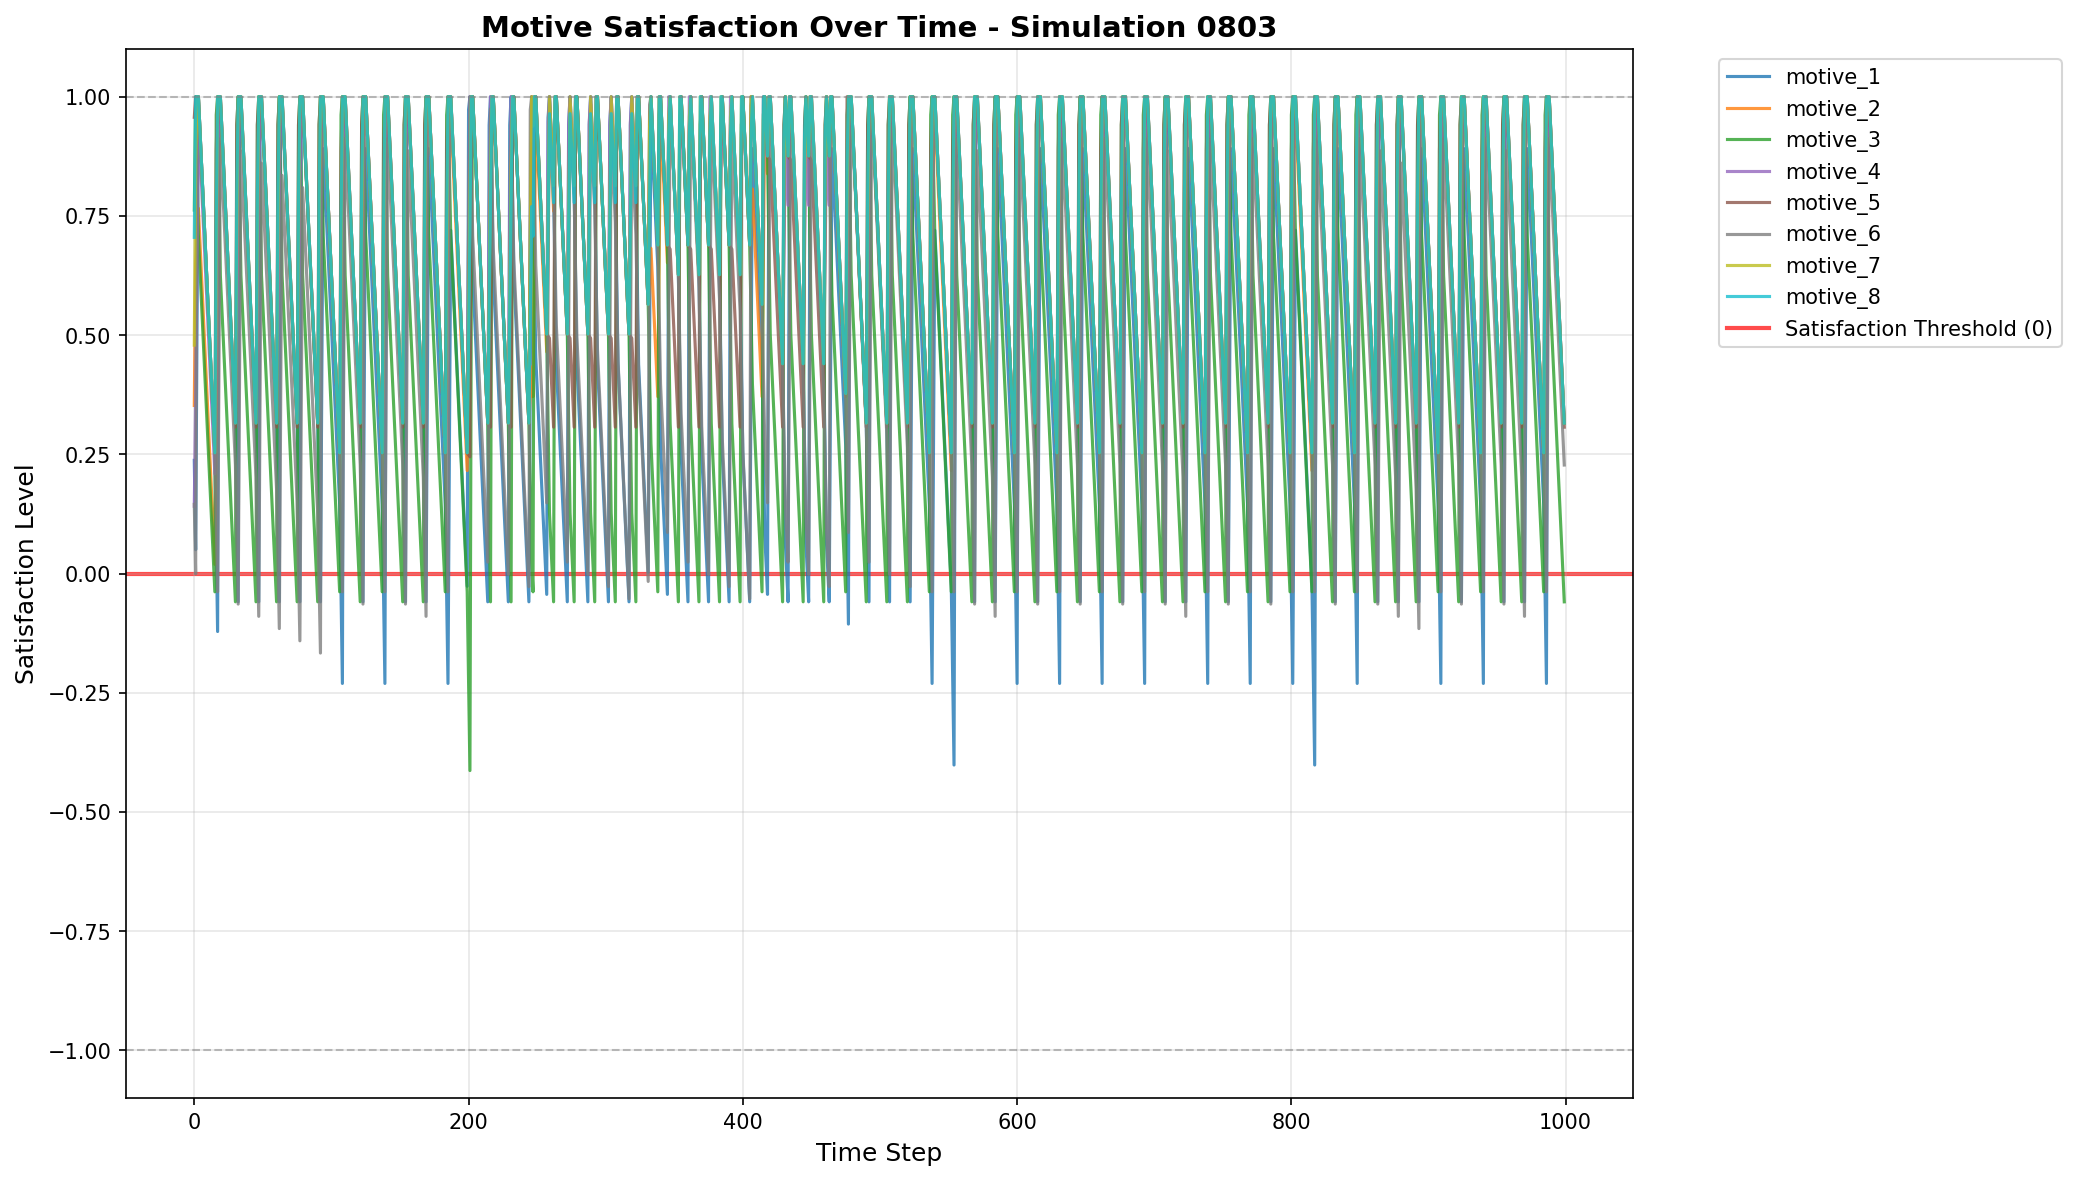 Motive Satisfaction Over Time - Simulation 0803
Satisfaction Level
1.00
0.75
0.50
0.25
0.00
−0.25
−0.50
−0.75
−1.00
0
200
400
600
800
1000
Time Step
motive_1
motive_2
motive_3
motive_4
motive_5
motive_6
motive_7
motive_8
Satisfaction Threshold (0)